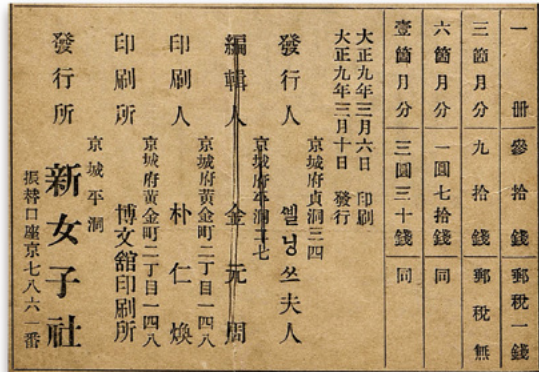 一冊 參拾錢 郵稅一錢
三箇月分 九拾錢 郵稅無
六箇月分 一圓七拾錢 同
壹箇月分 三圓三十錢 同
大正九年三月六日 印刷
大正九年三月十日 發行
京城府貞洞三四
發行人 쎌닝쓰夫人
京城府平洞二七
編輯人 金元周
京城府黃金町二丁目一四八
印刷人 朴仁煥
京城府黃金町二丁目一四八
印刷所 博文舘印刷所
京城平洞
發行所 新女子社
振替口座京七八六一番